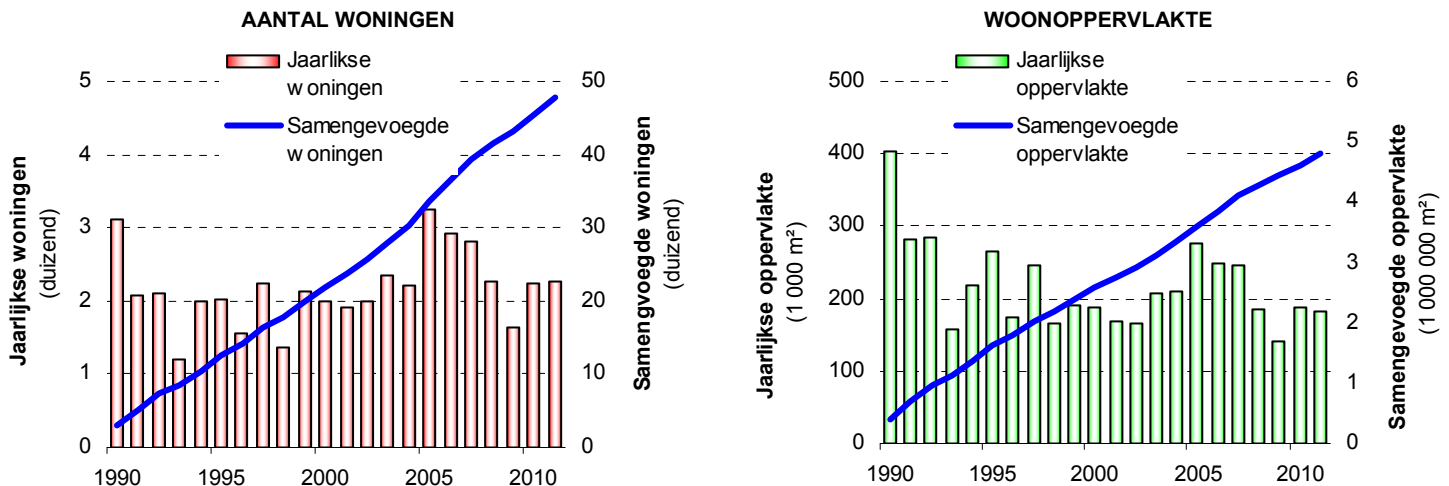 AANTAL WONINGEN
Jaarlikse
w oningen
Samengevoegde
w oningen
Jaarlijkse woningen
(duizend)
5
4
3
2
1
0
50
40
30
20
10
0
Samengvoegde woningen
(duizend)
1990
1995
2000
2005
2010
WOONOPPERVLAKTE
Jaarlijkse
oppervlakte
Samengevoegde
oppervlakte
Jaarlijkse oppervlakte
(1 000 m²)
500
400
300
200
100
0
6
5
4
3
2
1
0
Samengevoegde oppervlakte
(1 000 000 m²)
1990
1995
2000
2005
2010